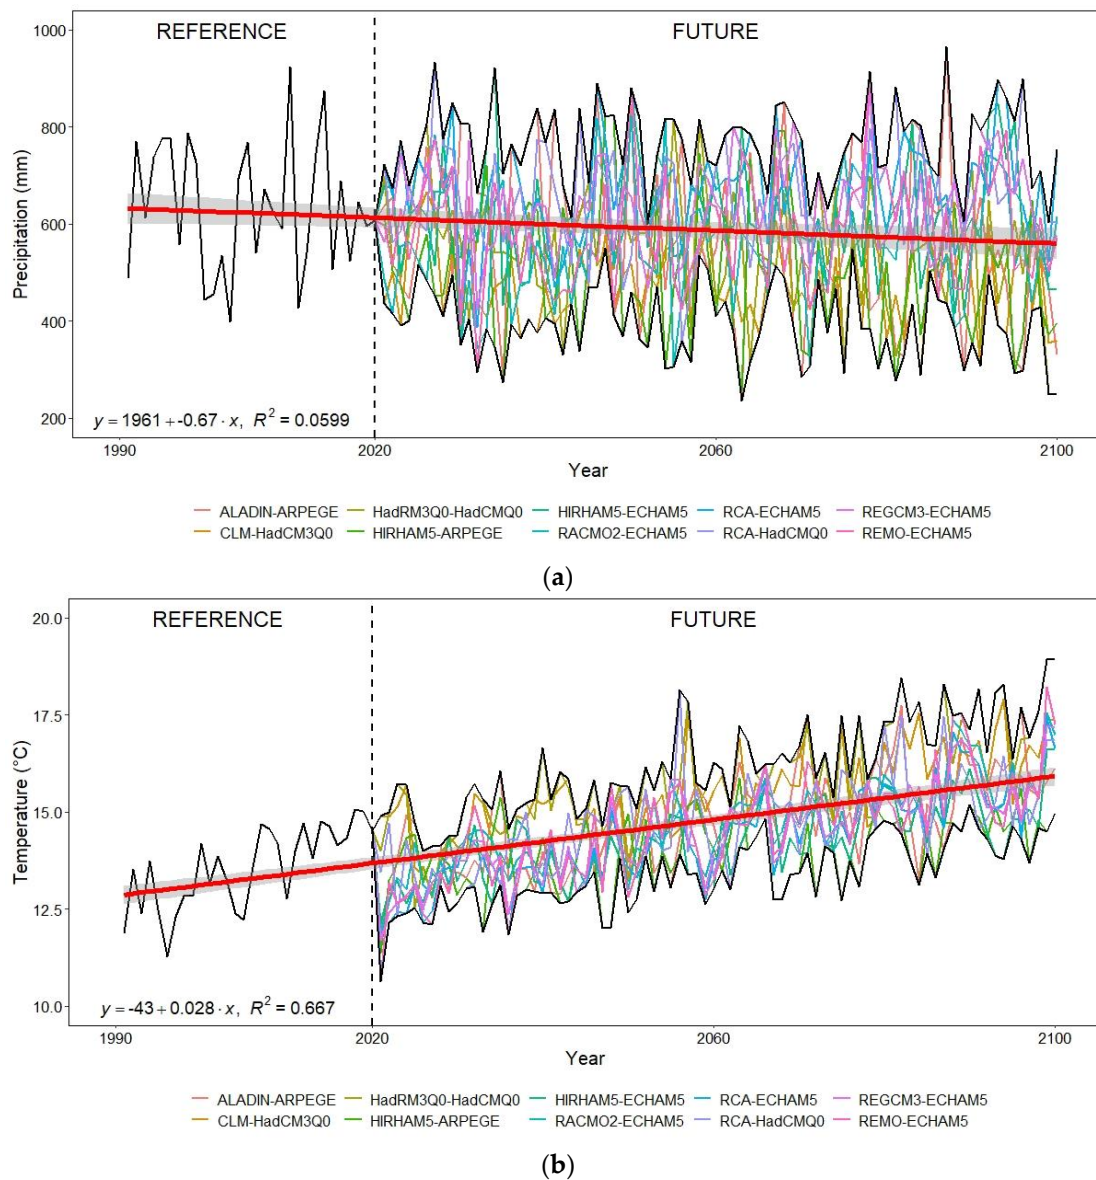 REFERENCE FUTURE
1000
800
600
400
200
Precipitation (mm)
y = 1961 + -0.67 · x, R² = 0.0599
1990 2020 2060 2100
Year
ALADIN-ARPEGE HadRM3Q0-HadCMQ0 HIRHAM5-ECHAM5 RCA-ECHAM5 REGCM3-ECHAM5
CLM-HadCM3Q0 HIRHAM5-ARPEGE RACMO2-ECHAM5 RCA-HadCMQ0 REMO-ECHAM5
(a)
REFERENCE FUTURE
20.0
17.5
15.0
12.5
10.0
Temperature (°C)
y = -43 + 0.028 · x, R² = 0.667
1990 2020 2060 2100
Year
ALADIN-ARPEGE HadRM3Q0-HadCMQ0 HIRHAM5-ECHAM5 RCA-ECHAM5 REGCM3-ECHAM5
CLM-HadCM3Q0 HIRHAM5-ARPEGE RACMO2-ECHAM5 RCA-HadCMQ0 REMO-ECHAM5
(b)